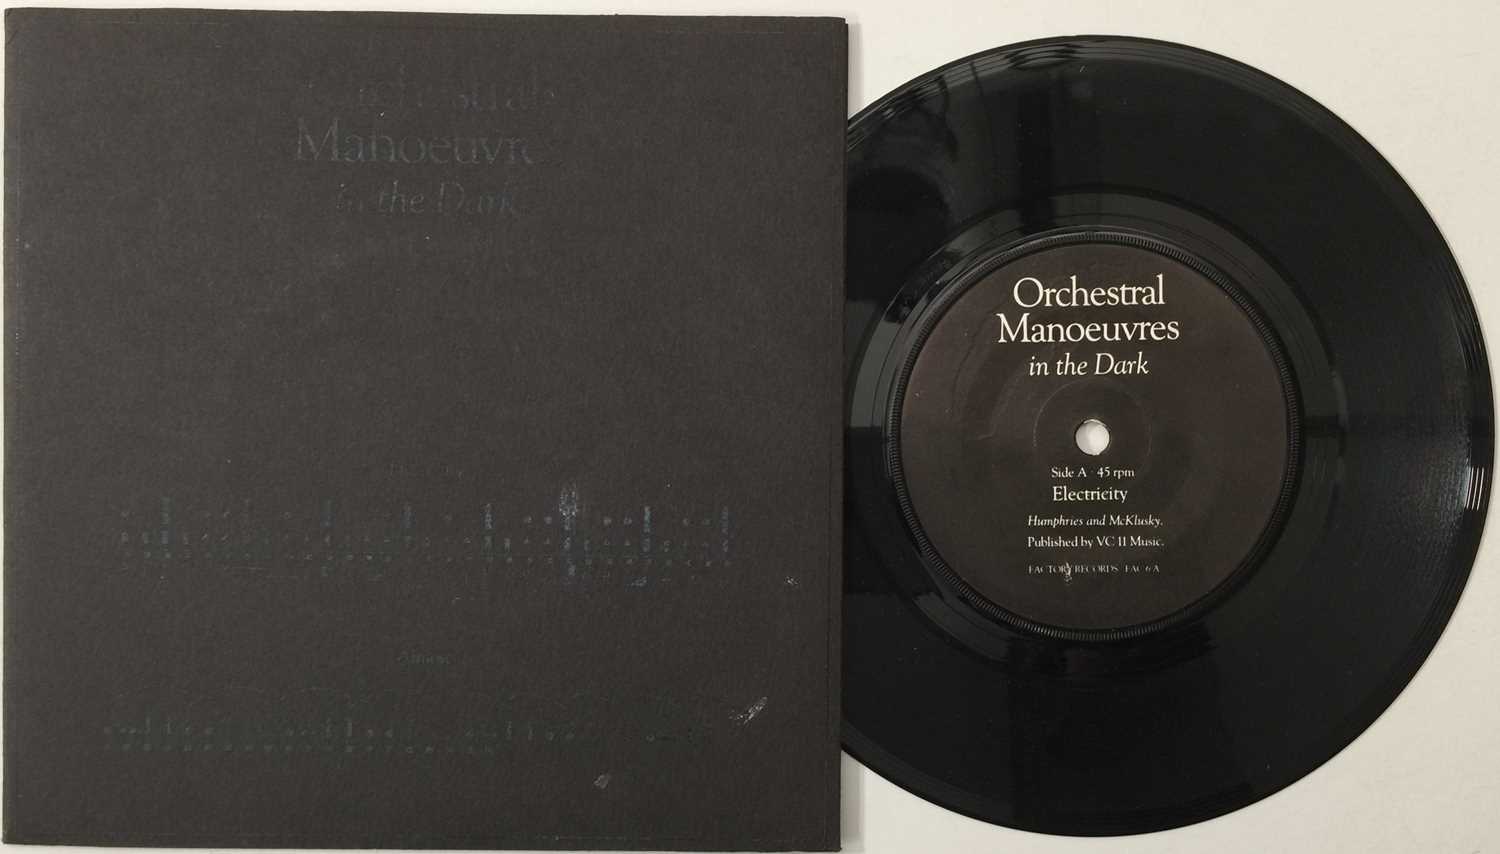 Manoeuvres
in the Dark
Orchestral
Manoeuvres
in the Dark
Side A · 45 rpm
Electricity
Humphries and McKlusky.
Published by VC 11 Music.
FACTORY RECORDS FAC 6 A